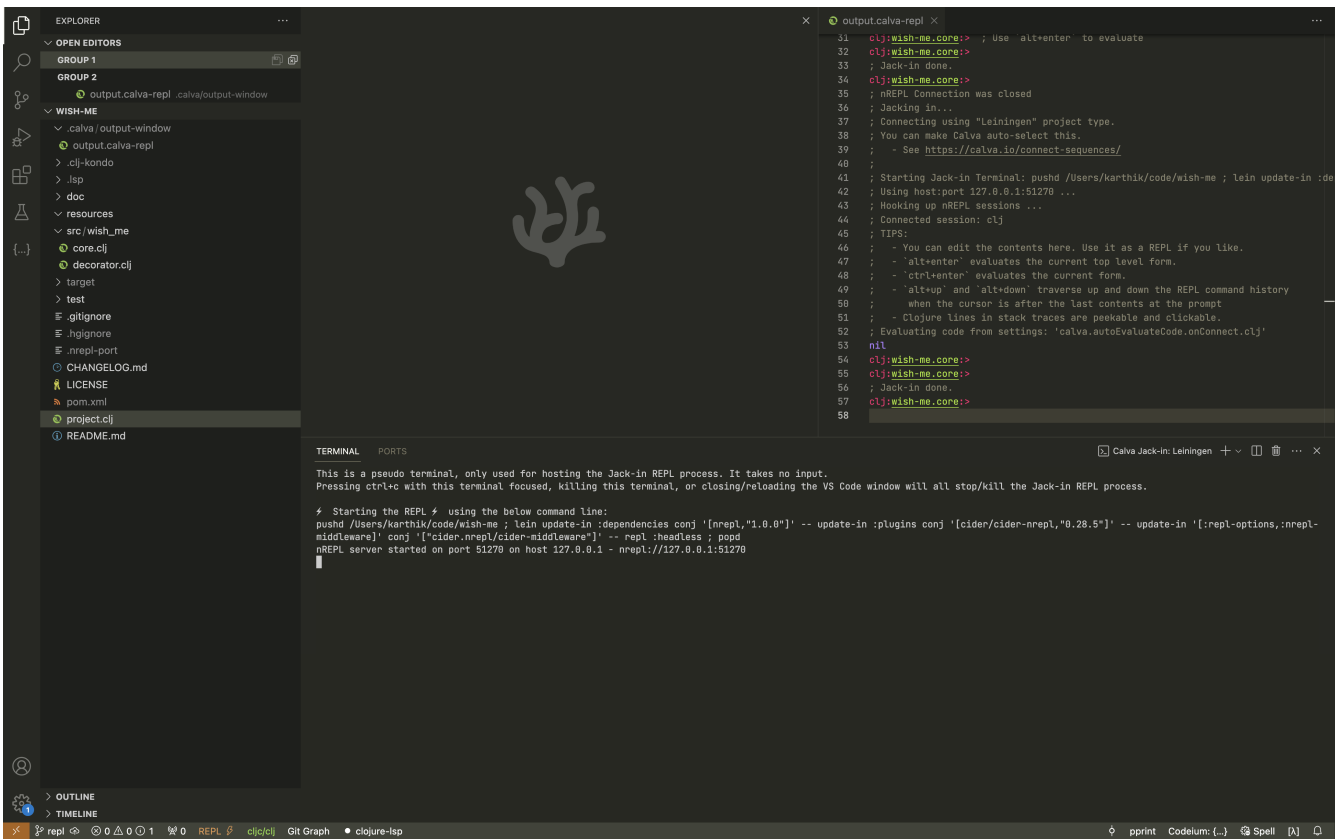 EXPLORER
OPEN EDITORS
GROUP 1
GROUP 2
output.calva-repl .calva/output-window
WISH-ME
.calva/output-window
output.calva-repl
.clj-kondo
.lsp
doc
resources
src/wish_me
core.clj
decorator.clj
target
test
.gitignore
.hgignore
.nrepl-port
CHANGELOG.md
LICENSE
pom.xml
project.clj
README.md
OUTLINE
TIMELINE
output.calva-repl
31 clj:wish-me.core:> ; Use `alt+enter` to evaluate
32 clj:wish-me.core:>
33 ; Jack-in done.
34 clj:wish-me.core:>
35 ; nREPL Connection was closed
36 ; Jacking in...
37 ; Connecting using "Leiningen" project type.
38 ; You can make Calva auto-select this.
39 ;   - See https://calva.io/connect-sequences/
40 ;
41 ; Starting Jack-in Terminal: pushd /Users/karthik/code/wish-me ; lein update-in :de
42 ; Using host:port 127.0.0.1:51270 ...
43 ; Hooking up nREPL sessions ...
44 ; Connected session: clj
45 ; TIPS:
46 ;   - You can edit the contents here. Use it as a REPL if you like.
47 ;   - `alt+enter` evaluates the current top level form.
48 ;   - `ctrl+enter` evaluates the current form.
49 ;   - `alt+up` and `alt+down` traverse up and down the REPL command history
50 ;      when the cursor is after the last contents at the prompt
51 ;   - Clojure lines in stack traces are peekable and clickable.
52 ; Evaluating code from settings: 'calva.autoEvaluateCode.onConnect.clj'
53 nil
54 clj:wish-me.core:>
55 clj:wish-me.core:>
56 ; Jack-in done.
57 clj:wish-me.core:>
58
TERMINAL PORTS Calva Jack-in: Leiningen
This is a pseudo terminal, only used for hosting the Jack-in REPL process. It takes no input.
Pressing ctrl+c with this terminal focused, killing this terminal, or closing/reloading the VS Code window will all stop/kill the Jack-in REPL process.
⚡ Starting the REPL ⚡ using the below command line:
pushd /Users/karthik/code/wish-me ; lein update-in :dependencies conj '[nrepl,"1.0.0"]' -- update-in :plugins conj '[cider/cider-nrepl,"0.28.5"]' -- update-in '[:repl-options,:nrepl-
middleware]' conj '["cider.nrepl/cider-middleware"]' -- repl :headless ; popd
nREPL server started on port 51270 on host 127.0.0.1 - nrepl://127.0.0.1:51270
1
repl 0 0 1 0 REPL cljc/clj Git Graph clojure-lsp pprint Codeium: {...} Spell [λ]